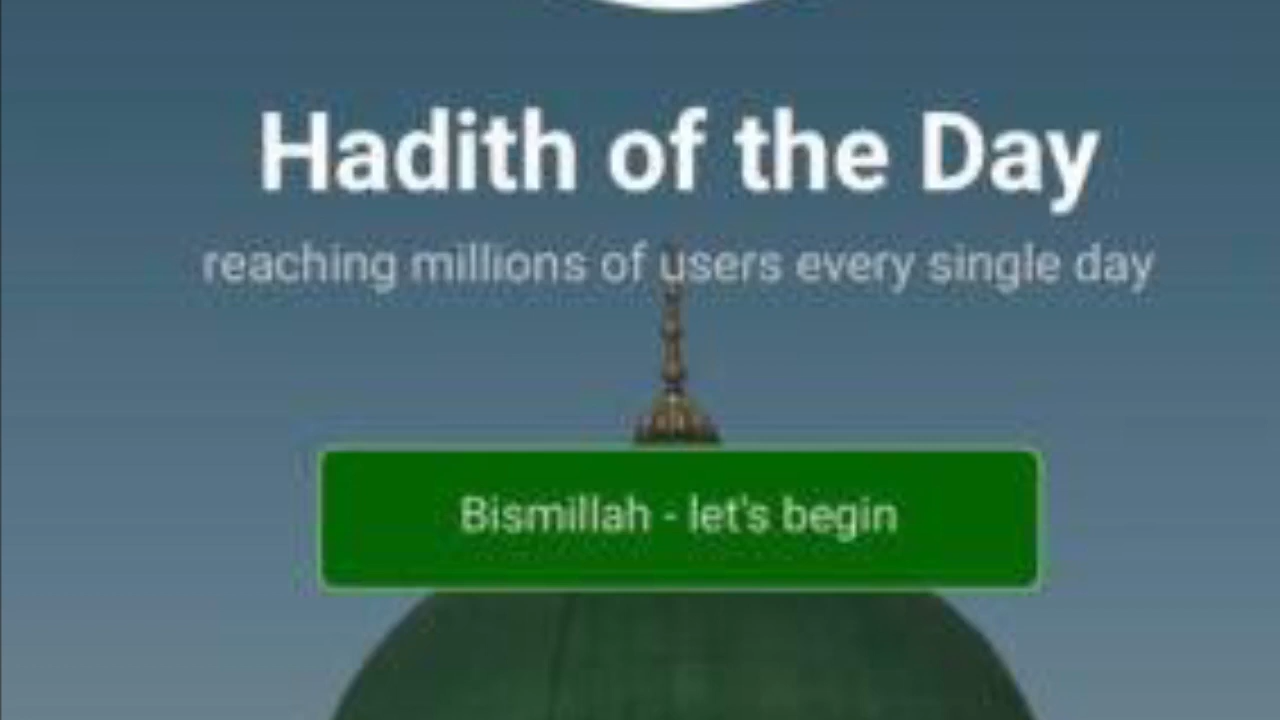 Hadith of the Day
reaching millions of users every single day
Bismillah - let's begin